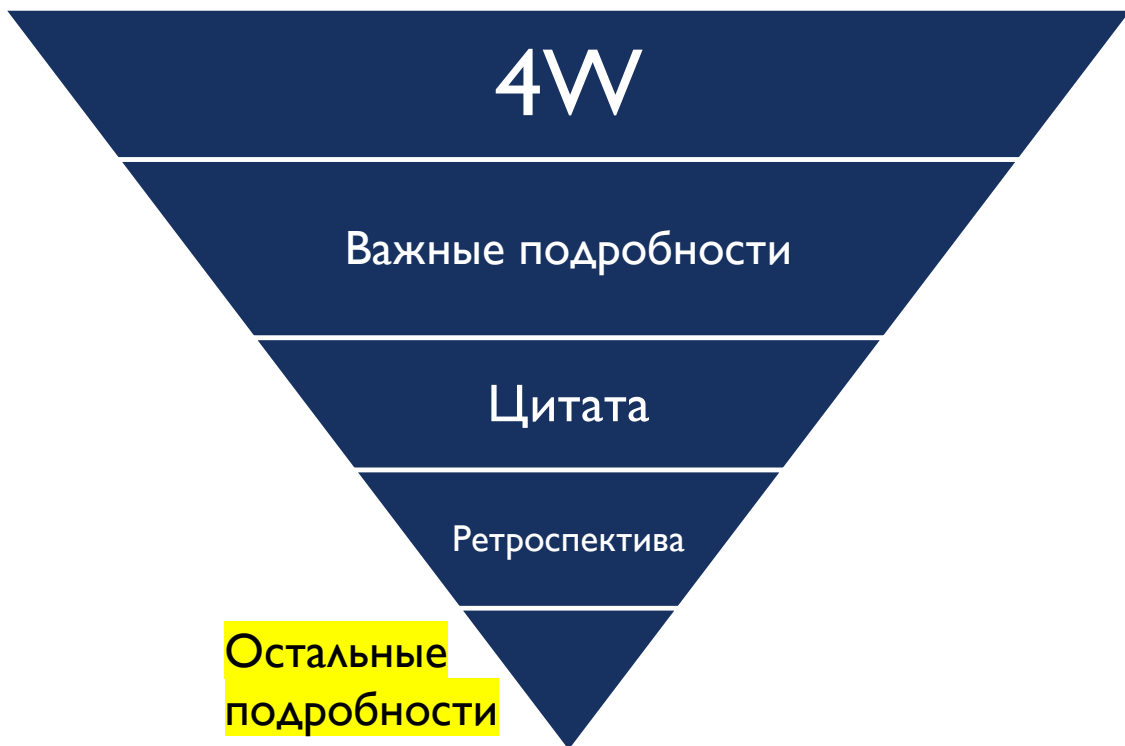 4W
Важные подробности
Цитата
Ретроспектива
Остальные
подробности